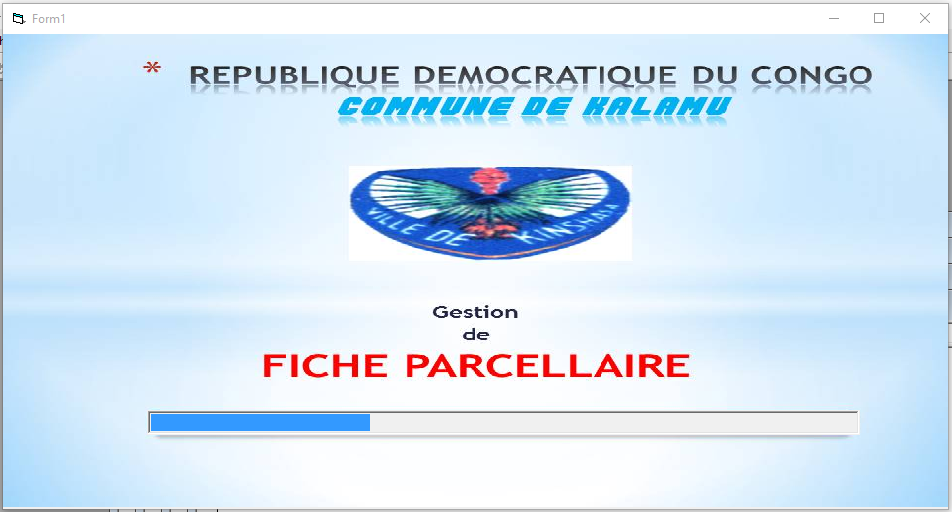 Form1
* REPUBLIQUE DEMOCRATIQUE DU CONGO
COMMUNE DE KALAMU
VILLE DE KINSHASA
Gestion
de
FICHE PARCELLAIRE